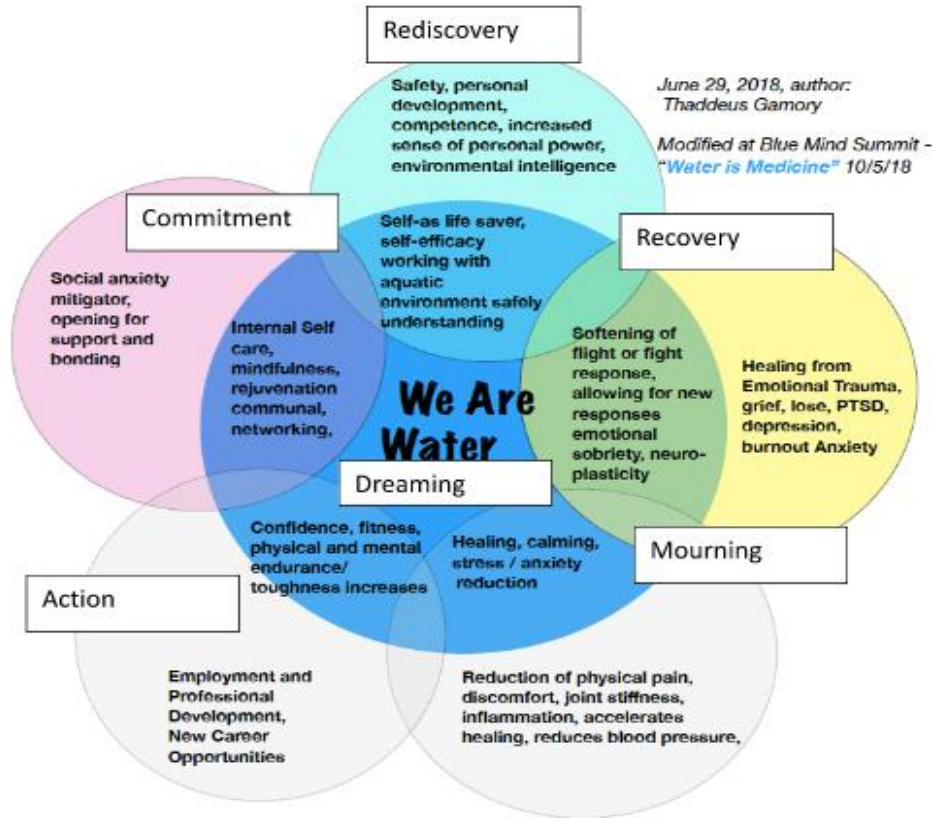 Rediscovery
Safety, personal
development,
competence, increased
sense of personal power,
environmental intelligence
June 29, 2018, author:
Thaddeus Gamory
Modified at Blue Mind Summit -
"Water is Medicine" 10/5/18
Commitment
Social anxiety
mitigator,
opening for
support and
bonding
Self-as life saver,
self-efficacy
working with
aquatic
environment safely
understanding
Recovery
Internal Self
care,
mindfulness,
rejuvenation
communal,
networking,
Softening of
flight or fight
response,
allowing for new
responses
emotional
sobriety, neuro-
plasticity
Healing from
Emotional Trauma,
grief, lose, PTSD,
depression,
burnout Anxiety
We Are
Water
Dreaming
Confidence, fitness,
physical and mental
endurance/
toughness increases
Healing, calming,
stress / anxiety
reduction
Mourning
Action
Employment and
Professional
Development,
New Career
Opportunities
Reduction of physical pain,
discomfort, joint stiffness,
inflammation, accelerates
healing, reduces blood pressure,